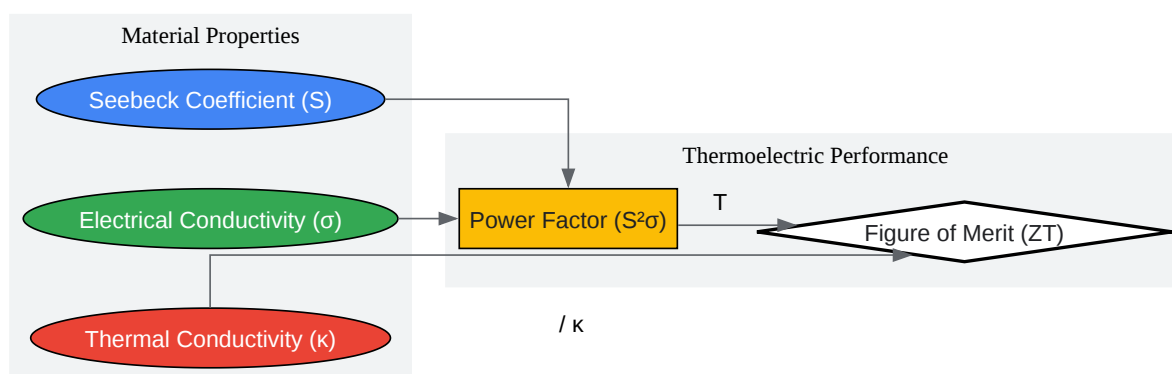 Material Properties
Seebeck Coefficient (S)
Thermoelectric Performance
Electrical Conductivity (σ)
Power Factor (S²σ)
T
Figure of Merit (ZT)
Thermal Conductivity (κ)
/ κ